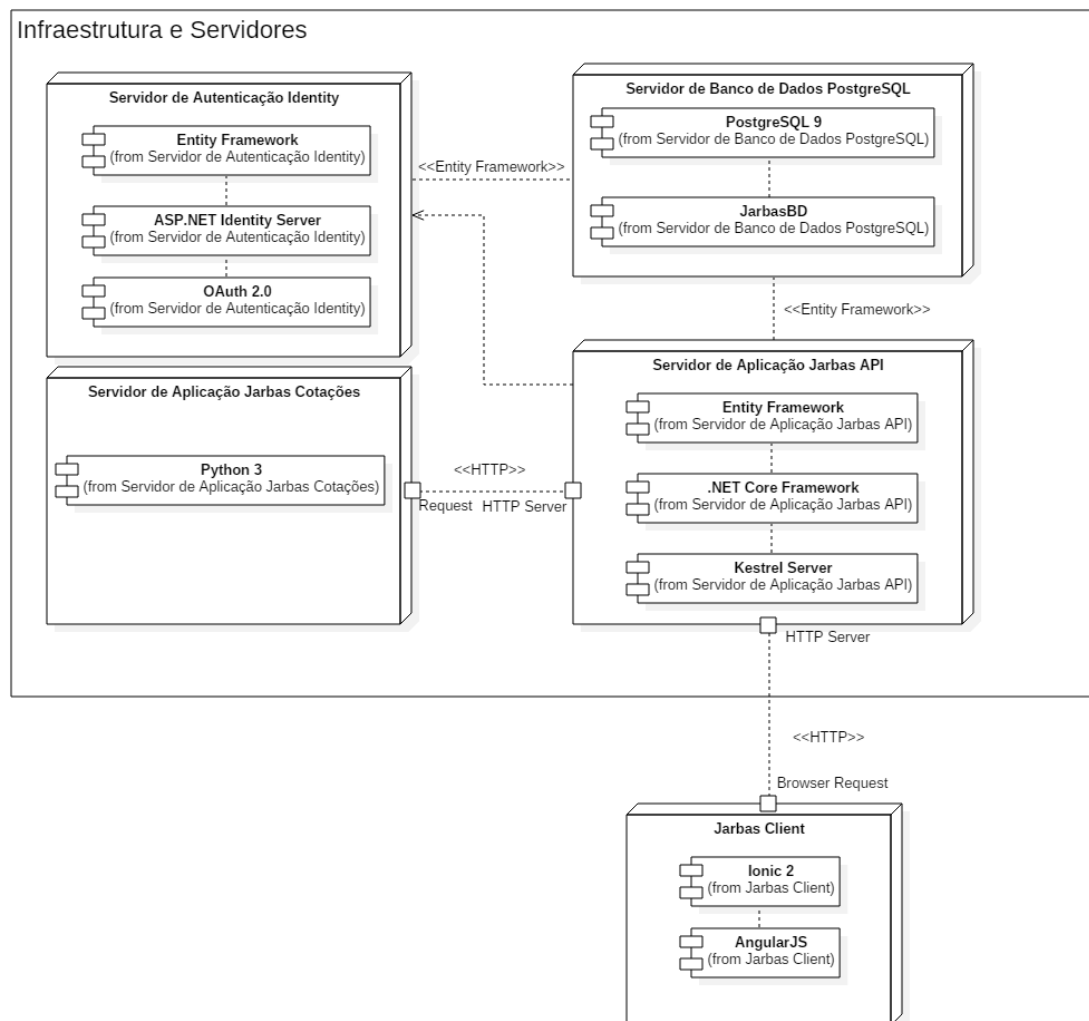 Infraestrutura e Servidores
Servidor de Autenticação Identity
Entity Framework
(from Servidor de Autenticação Identity)
ASP.NET Identity Server
(from Servidor de Autenticação Identity)
OAuth 2.0
(from Servidor de Autenticação Identity)
<<Entity Framework>>
Servidor de Banco de Dados PostgreSQL
PostgreSQL 9
(from Servidor de Banco de Dados PostgreSQL)
JarbasBD
(from Servidor de Banco de Dados PostgreSQL)
<<Entity Framework>>
Servidor de Aplicação Jarbas Cotações
Python 3
(from Servidor de Aplicação Jarbas Cotações)
<<HTTP>>
Request
HTTP Server
Servidor de Aplicação Jarbas API
Entity Framework
(from Servidor de Aplicação Jarbas API)
.NET Core Framework
(from Servidor de Aplicação Jarbas API)
Kestrel Server
(from Servidor de Aplicação Jarbas API)
HTTP Server
<<HTTP>>
Browser Request
Jarbas Client
Ionic 2
(from Jarbas Client)
AngularJS
(from Jarbas Client)